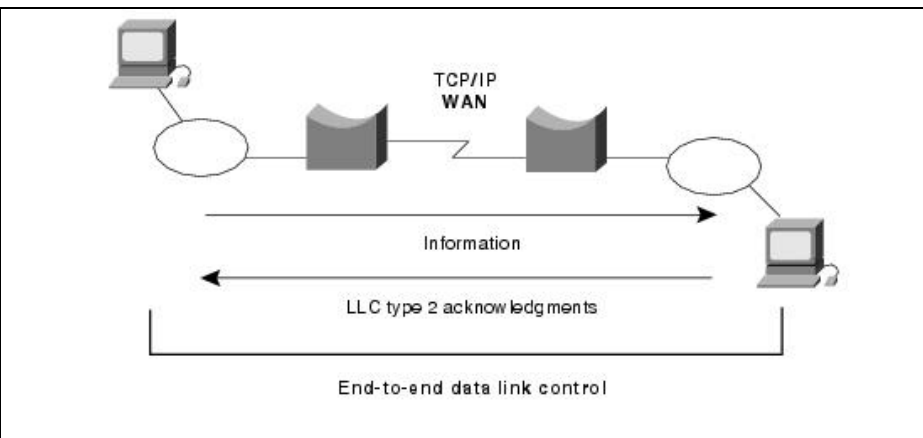 TCP/IP
WAN
Information
LLC type 2 acknowledgments
End-to-end data link control